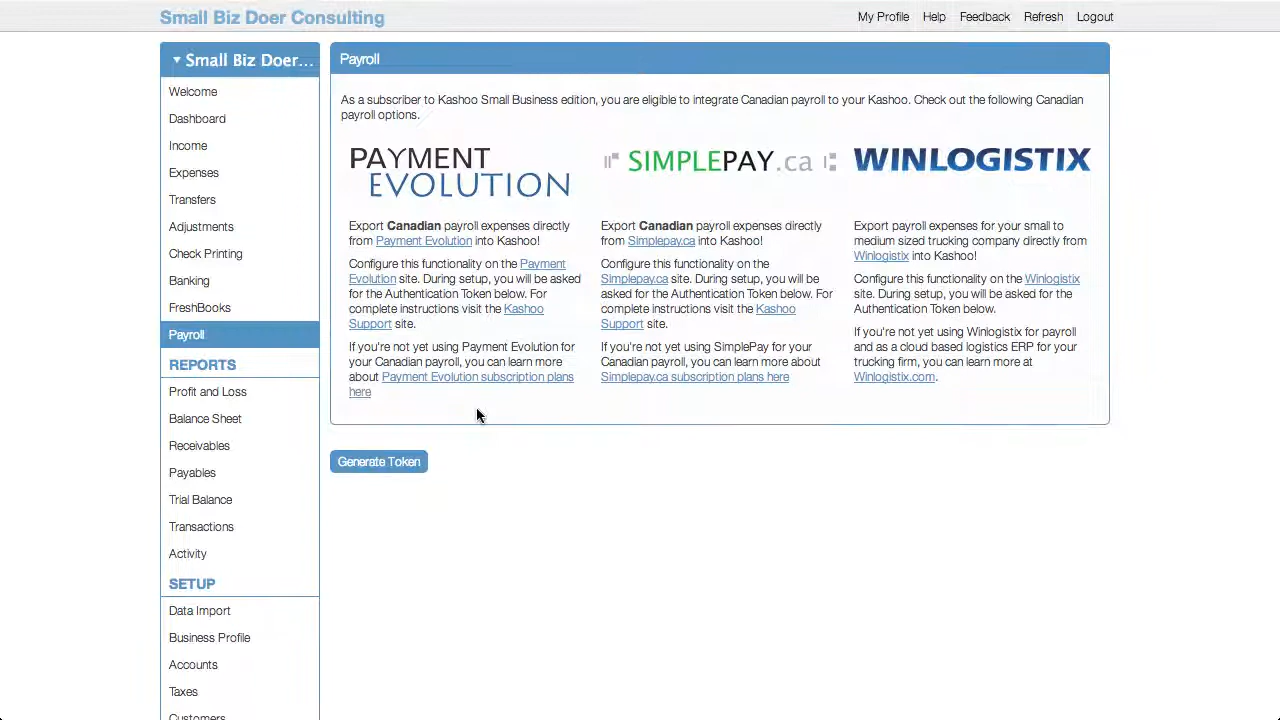 Small Biz Doer Consulting
My Profile Help Feedback Refresh Logout
Small Biz Doer...
Welcome
Dashboard
Income
Expenses
Transfers
Adjustments
Check Printing
Banking
FreshBooks
Payroll
REPORTS
Profit and Loss
Balance Sheet
Receivables
Payables
Trial Balance
Transactions
Activity
SETUP
Data Import
Business Profile
Accounts
Taxes
Customers
Payroll
As a subscriber to Kashoo Small Business edition, you are eligible to integrate Canadian payroll to your Kashoo. Check out the following Canadian
payroll options.
PAYMENT
EVOLUTION
Export Canadian payroll expenses directly
from Payment Evolution into Kashoo!
Configure this functionality on the Payment
Evolution site. During setup, you will be asked
for the Authentication Token below. For
complete instructions visit the Kashoo
Support site.
If you're not yet using Payment Evolution for
your Canadian payroll, you can learn more
about Payment Evolution subscription plans
here
SIMPLEPAY.ca
Export Canadian payroll expenses directly
from Simplepay.ca into Kashoo!
Configure this functionality on the
Simplepay.ca site. During setup, you will be
asked for the Authentication Token below. For
complete instructions visit the Kashoo
Support site.
If you're not yet using SimplePay for your
Canadian payroll, you can learn more about
Simplepay.ca subscription plans here
WINLOGISTIX
Export payroll expenses for your small to
medium sized trucking company directly from
Winlogistix into Kashoo!
Configure this functionality on the Winlogistix
site. During setup, you will be asked for the
Authentication Token below.
If you're not yet using Winlogistix for payroll
and as a cloud based logistics ERP for your
trucking firm, you can learn more at
Winlogistix.com.
Generate Token